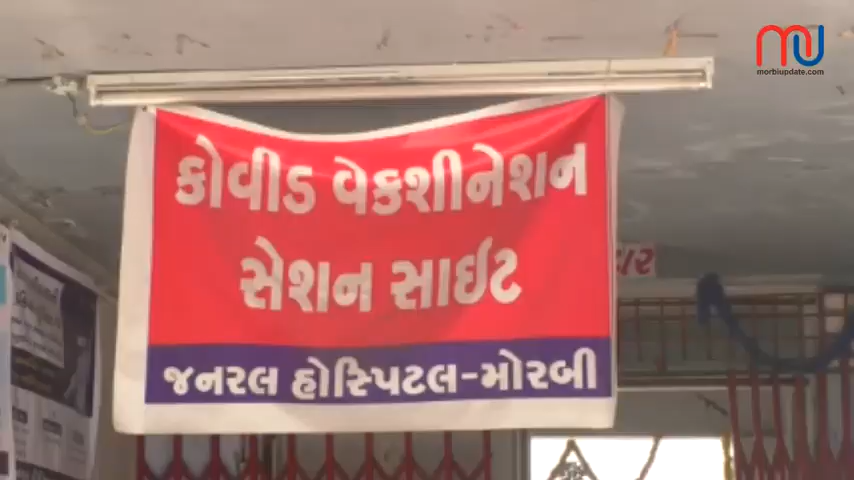 morbiupdate.com
કોવીડ વેકશીનેશન
સેશન સાઈટ
જનરલ હોસ્પિટલ-મોરબી